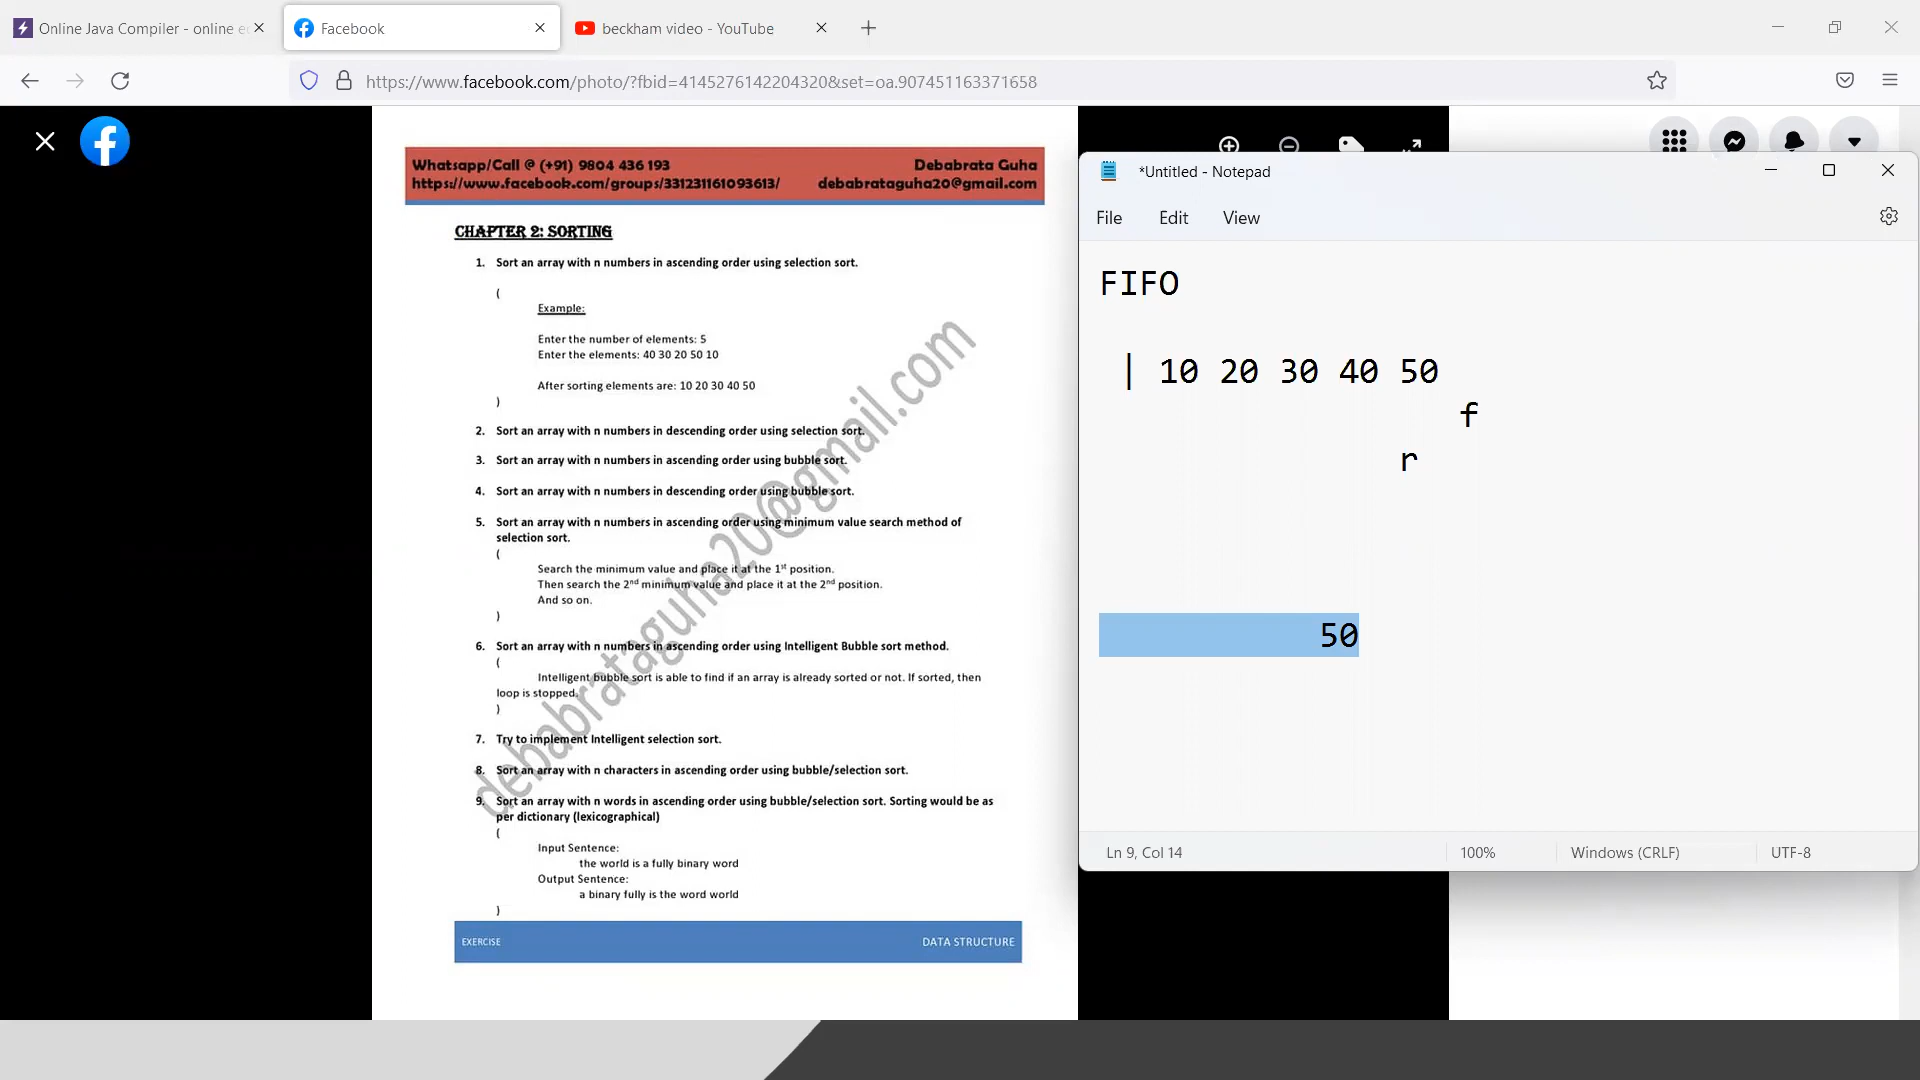 Online Java Compiler - online e
Facebook
beckham video - YouTube
https://www.facebook.com/photo/?fbid=4145276142204320&set=oa.907451163371658
Whatsapp/Call @ (+91) 9804 436 193
Debabrata Guha
https://www.facebook.com/groups/331231161093613/
debabrataguha20@gmail.com
CHAPTER 2: SORTING
1. Sort an array with n numbers in ascending order using selection sort.
(
Example:
Enter the number of elements: 5
Enter the elements: 40 30 20 50 10
After sorting elements are: 10 20 30 40 50
)
2. Sort an array with n numbers in descending order using selection sort.
3. Sort an array with n numbers in ascending order using bubble sort.
4. Sort an array with n numbers in descending order using bubble sort.
5. Sort an array with n numbers in ascending order using minimum value search method of
selection sort.
(
Search the minimum value and place it at the 1st position.
Then search the 2nd minimum value and place it at the 2nd position.
And so on.
)
6. Sort an array with n numbers in ascending order using Intelligent Bubble sort method.
(
Intelligent bubble sort is able to find if an array is already sorted or not. If sorted, then
loop is stopped.
)
7. Try to implement Intelligent selection sort.
8. Sort an array with n characters in ascending order using bubble/selection sort.
9. Sort an array with n words in ascending order using bubble/selection sort. Sorting would be as
per dictionary (lexicographical)
(
Input Sentence:
the world is a fully binary word
Output Sentence:
a binary fully is the word world
)
debabrataguha20@gmail.com
EXERCISE
DATA STRUCTURE
*Untitled - Notepad
File Edit View
FIFO
| 10 20 30 40 50
f
r
50
Ln 9, Col 14
100%
Windows (CRLF)
UTF-8